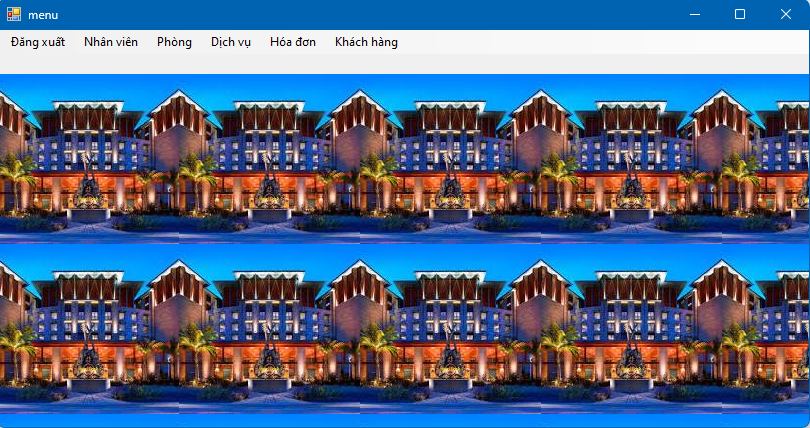 menu
Đăng xuất Nhân viên Phòng Dịch vụ Hóa đơn Khách hàng